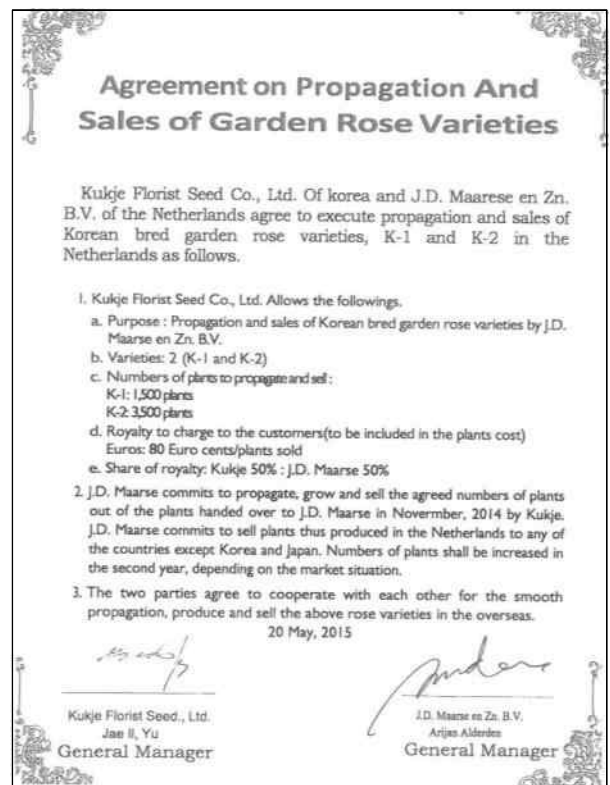 Agreement on Propagation And
Sales of Garden Rose Varieties
Kukje Florist Seed Co., Ltd. Of korea and J.D. Maarese en Zn.
B.V. of the Netherlands agree to execute propagation and sales of
Korean bred garden rose varieties, K-1 and K-2 in the
Netherlands as follows.
1. Kukje Florist Seed Co., Ltd. Allows the followings.
a. Purpose : Propagation and sales of Korean bred garden rose varieties by J.D.
Maarse en Zn. B.V.
b. Varieties: 2 (K-1 and K-2)
c. Numbers of plants to propagate and sell :
K-1: 1,500 plants
K-2: 3,500 plants
d. Royalty to charge to the customers(to be included in the plants cost)
Euros: 80 Euro cents/plants sold
e. Share of royalty: Kukje 50% : J.D. Maarse 50%
2. J.D. Maarse commits to propagate, grow and sell the agreed numbers of plants
out of the plants handed over to J.D. Maarse in Novermber, 2014 by Kukje.
J.D. Maarse commits to sell plants thus produced in the Netherlands to any of
the countries except Korea and Japan. Numbers of plants shall be increased in
the second year, depending on the market situation.
3. The two parties agree to cooperate with each other for the smooth
propagation, produce and sell the above rose varieties in the overseas.
20 May, 2015
Kukje Florist Seed., Ltd.
Jae Il, Yu
General Manager
J.D. Maarse en Zn. B.V.
Arijan Alderden
General Manager